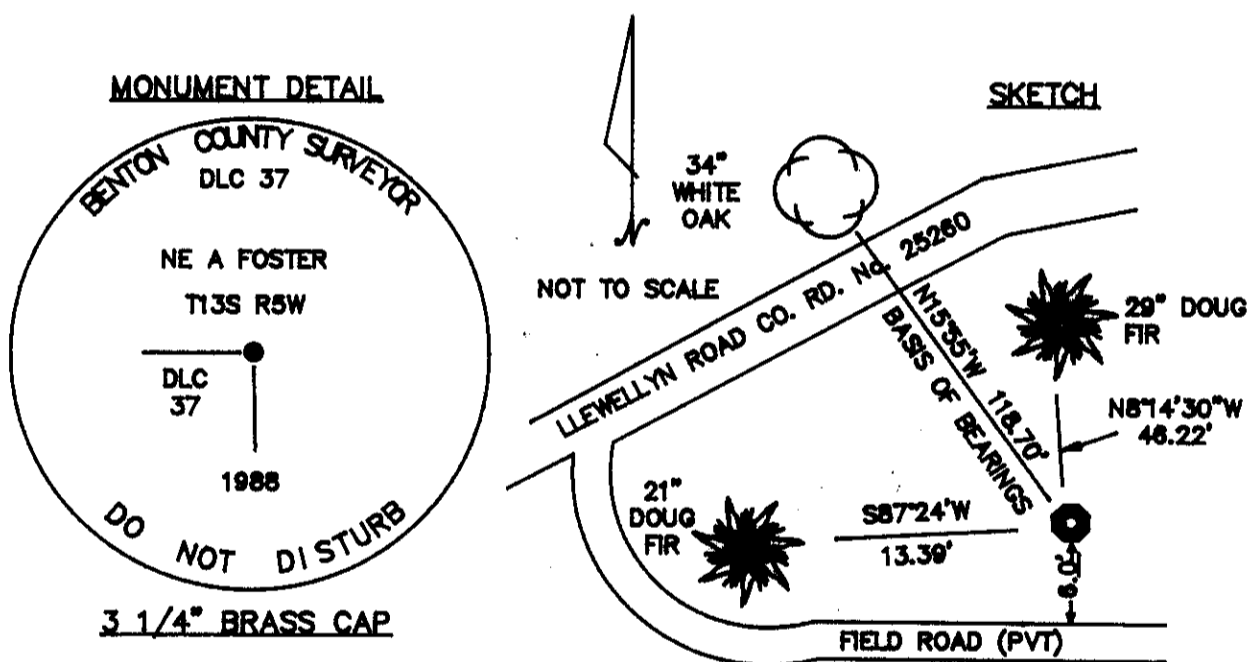 MONUMENT DETAIL
BENTON COUNTY SURVEYOR
DLC 37
NE A FOSTER
T13S R5W
DLC
37
1988
DO NOT DISTURB
3 1/4" BRASS CAP
SKETCH
34"
WHITE
OAK
N
NOT TO SCALE
LLEWELLYN ROAD CO. RD. No. 25260
N15°55'W 118.70'
BASIS OF BEARINGS
29" DOUG
FIR
N8°14'30"W
46.22'
21"
DOUG
FIR
S87°24'W
13.39'
FIELD ROAD (PVT)